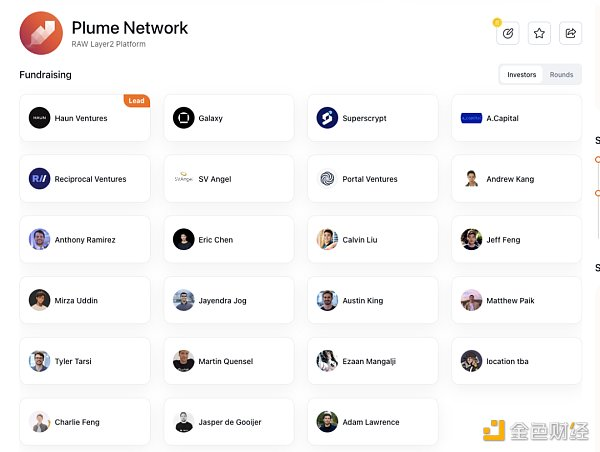 Plume Network
RAW Layer2 Platform
Fundraising
Investors
Rounds
Lead
HAUN
Haun Ventures
Galaxy
Superscrypt
A.Capital
R//
Reciprocal Ventures
SVAngel
SV Angel
Portal Ventures
Andrew Kang
Anthony Ramirez
Eric Chen
Calvin Liu
Jeff Feng
Mirza Uddin
Jayendra Jog
Austin King
Matthew Paik
Tyler Tarsi
Martin Quensel
Ezaan Mangalji
location tba
Charlie Feng
Jasper de Gooijer
Adam Lawrence
金色财经